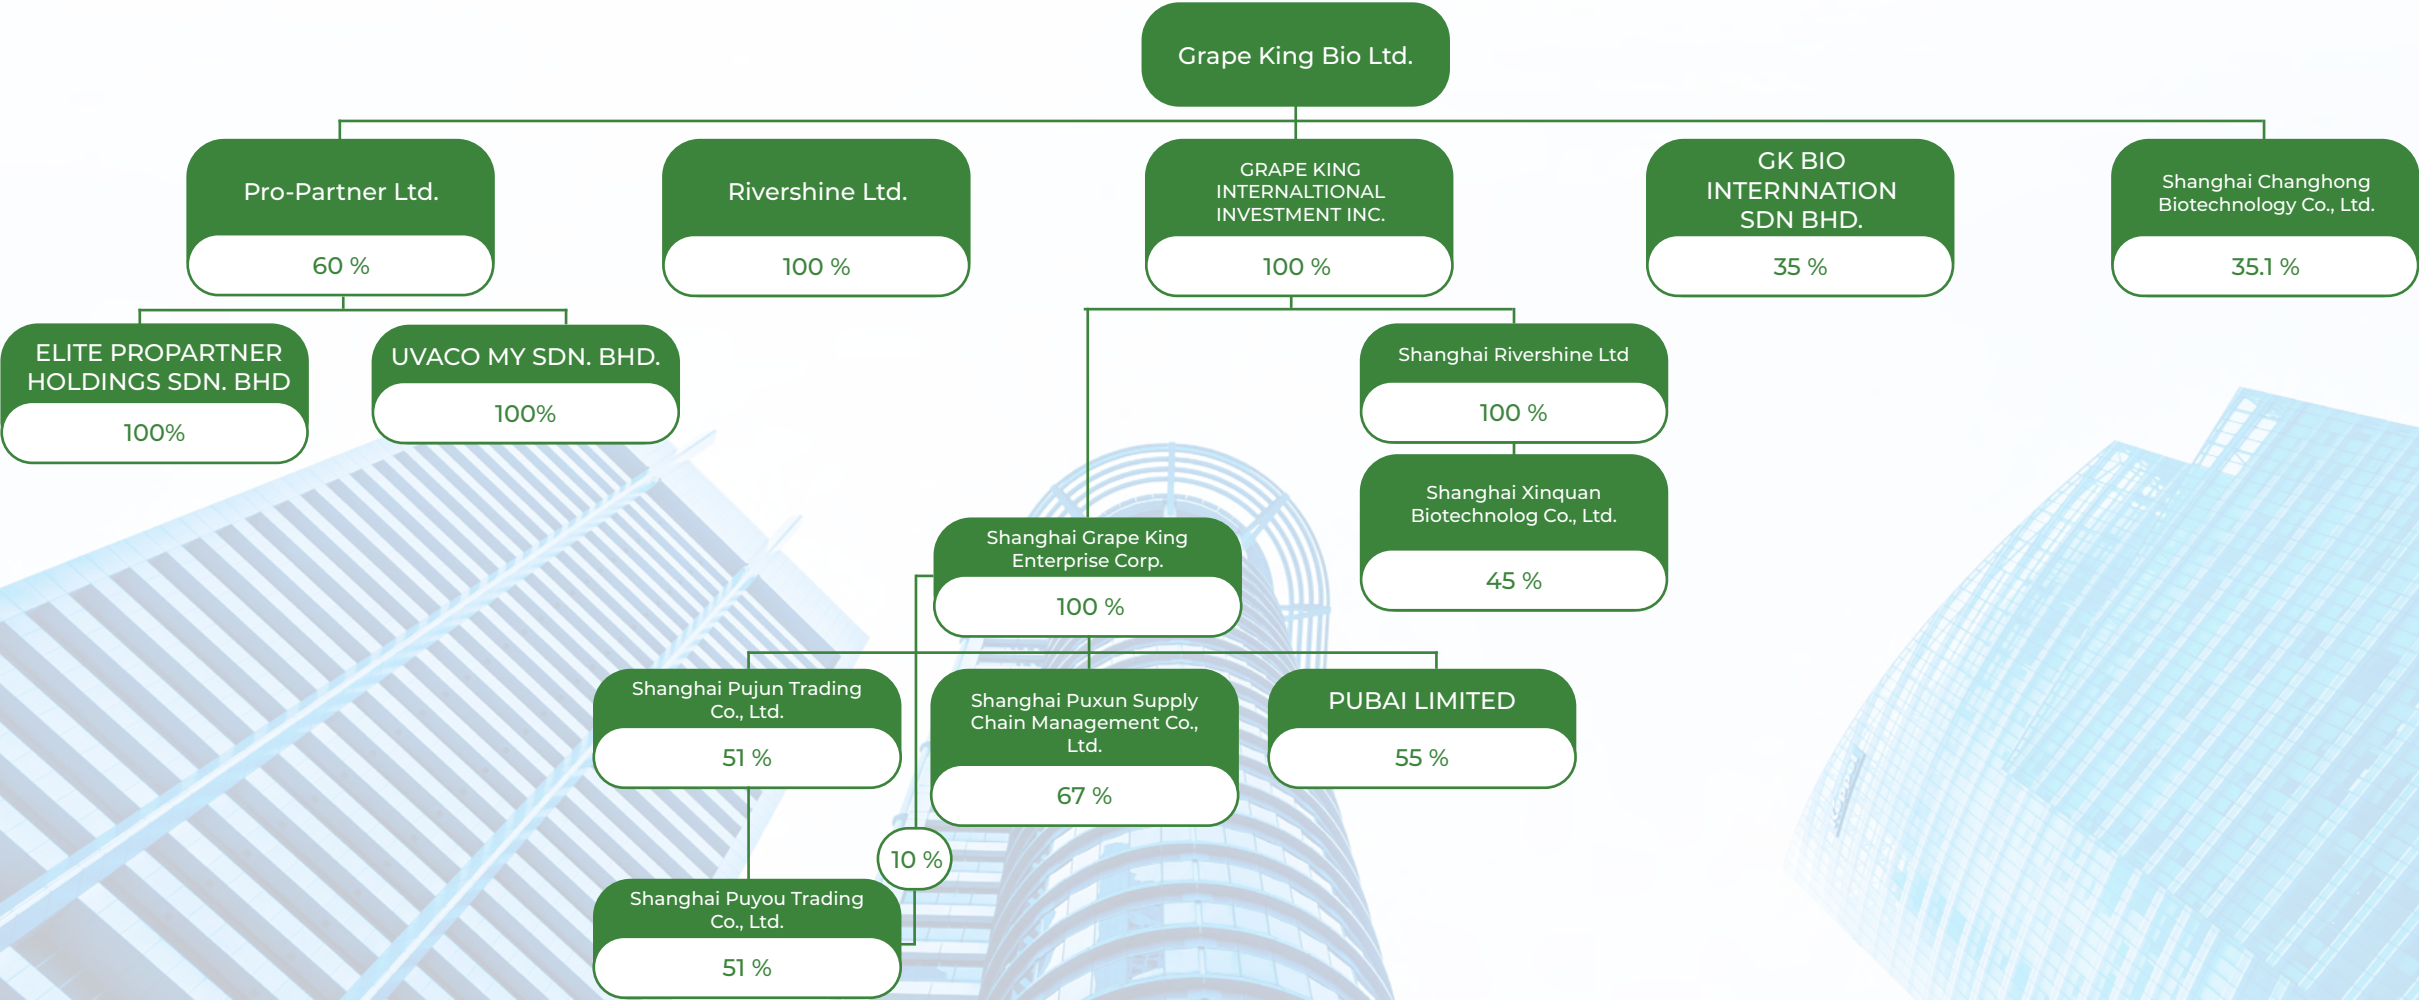 Grape King Bio Ltd.
Pro-Partner Ltd.
60 %
Rivershine Ltd.
100 %
GRAPE KING
INTERNALTIONAL
INVESTMENT INC.
100 %
GK BIO
INTERNNATION
SDN BHD.
35 %
Shanghai Changhong
Biotechnology Co., Ltd.
35.1 %
ELITE PROPARTNER
HOLDINGS SDN. BHD
100%
UVACO MY SDN. BHD.
100%
Shanghai Rivershine Ltd
100 %
Shanghai Xinquan
Biotechnolog Co., Ltd.
45 %
Shanghai Grape King
Enterprise Corp.
100 %
Shanghai Pujun Trading
Co., Ltd.
51 %
Shanghai Puxun Supply
Chain Management Co.,
Ltd.
67 %
PUBAI LIMITED
55 %
10 %
Shanghai Puyou Trading
Co., Ltd.
51 %